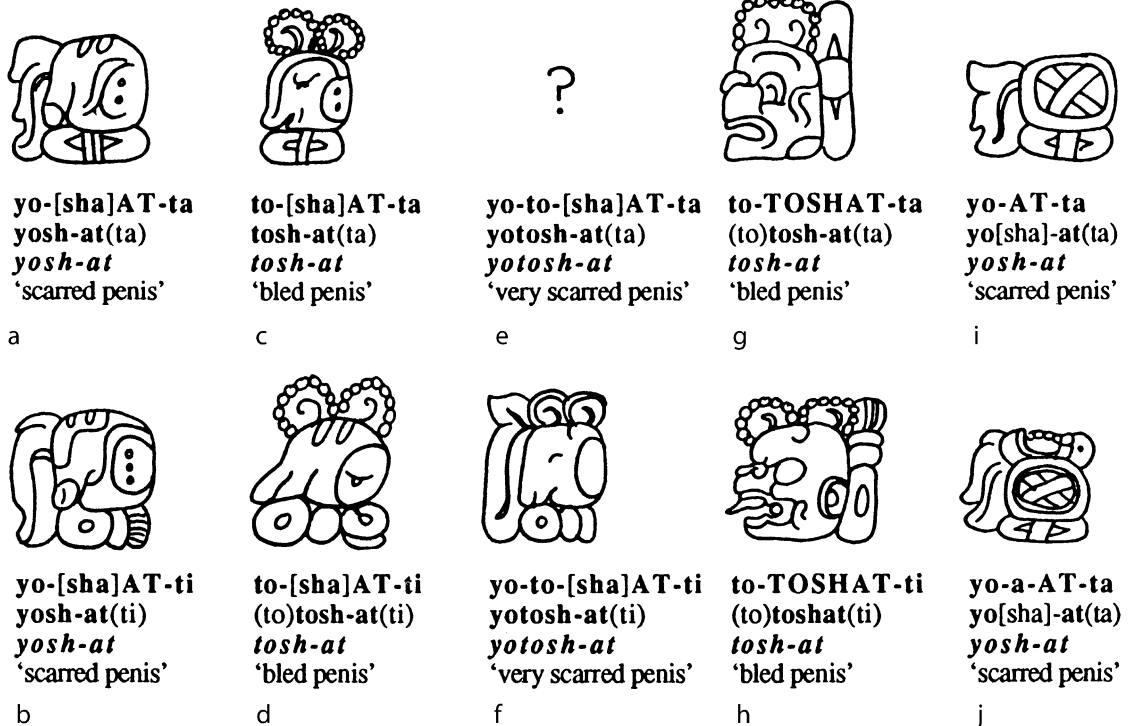 yo-[sha]AT-ta
yosh-at(ta)
yosh-at
‘scarred penis’
a
to-[sha]AT-ta
tosh-at(ta)
tosh-at
‘bled penis’
c
?
yo-to-[sha]AT-ta
yotosh-at(ta)
yotosh-at
‘very scarred penis’
e
to-TOSHAT-ta
(to)tosh-at(ta)
tosh-at
‘bled penis’
g
yo-AT-ta
yo[sha]-at(ta)
yosh-at
‘scarred penis’
i
yo-[sha]AT-ti
yosh-at(ti)
yosh-at
‘scarred penis’
b
to-[sha]AT-ti
(to)tosh-at(ti)
tosh-at
‘bled penis’
d
yo-to-[sha]AT-ti
yotosh-at(ti)
yotosh-at
‘very scarred penis’
f
to-TOSHAT-ti
(to)toshat(ti)
tosh-at
‘bled penis’
h
yo-a-AT-ta
yo[sha]-at(ta)
yosh-at
‘scarred penis’
j